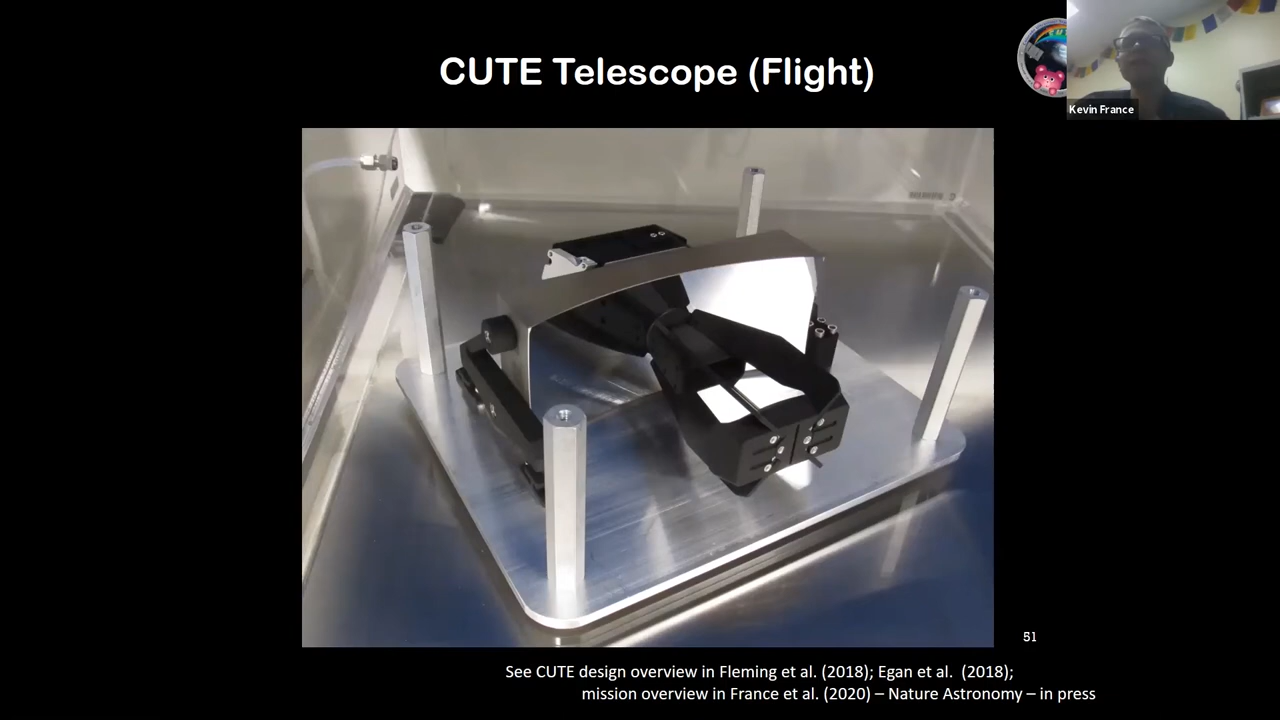 CUTE Telescope (Flight)
Kevin France
51
See CUTE design overview in Fleming et al. (2018); Egan et al.  (2018);
mission overview in France et al. (2020) – Nature Astronomy – in press